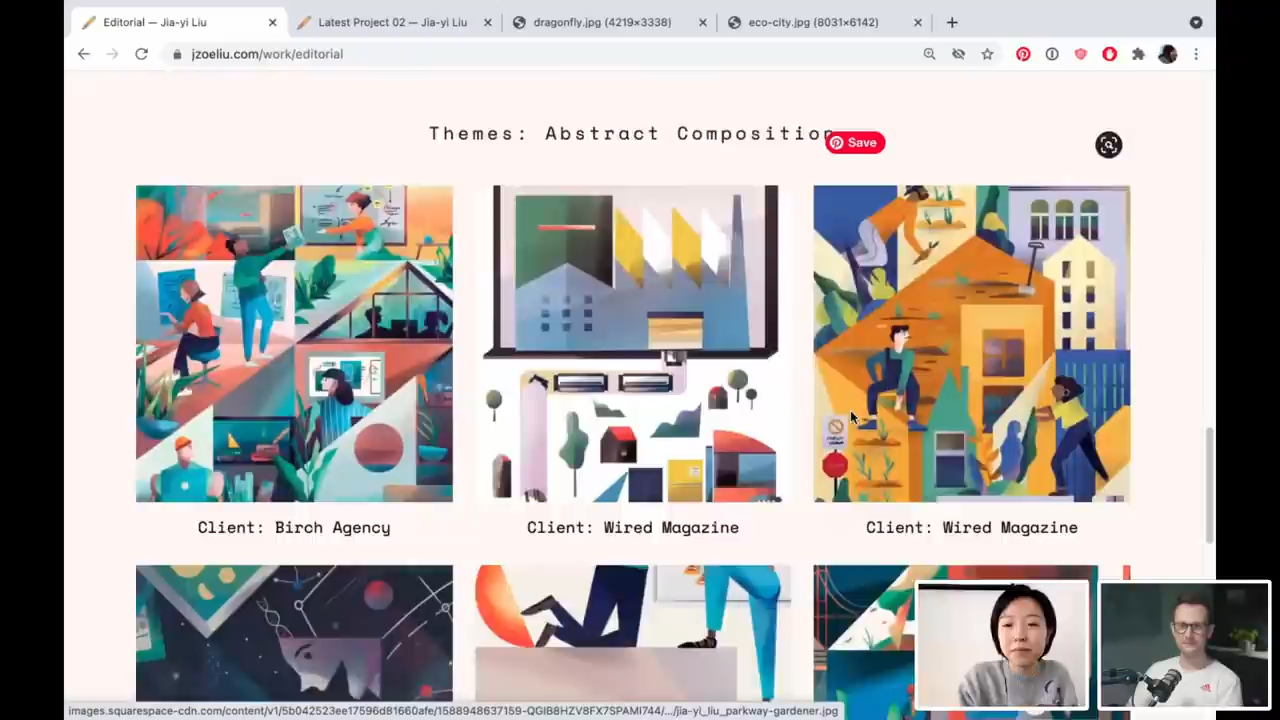 Editorial — Jia-yi Liu
Latest Project 02 — Jia-yi Liu
dragonfly.jpg (4219×3338)
eco-city.jpg (8031×6142)
jzoeliu.com/work/editorial
Themes: Abstract Composition
Save
Client: Birch Agency
Client: Wired Magazine
Client: Wired Magazine
images.squarespace-cdn.com/content/v1/5b042523ee17596d81660afe/1588948637159-QGIB8HZV8FX7SPAMI744/.../jia-yi_liu_parkway-gardener.jpg